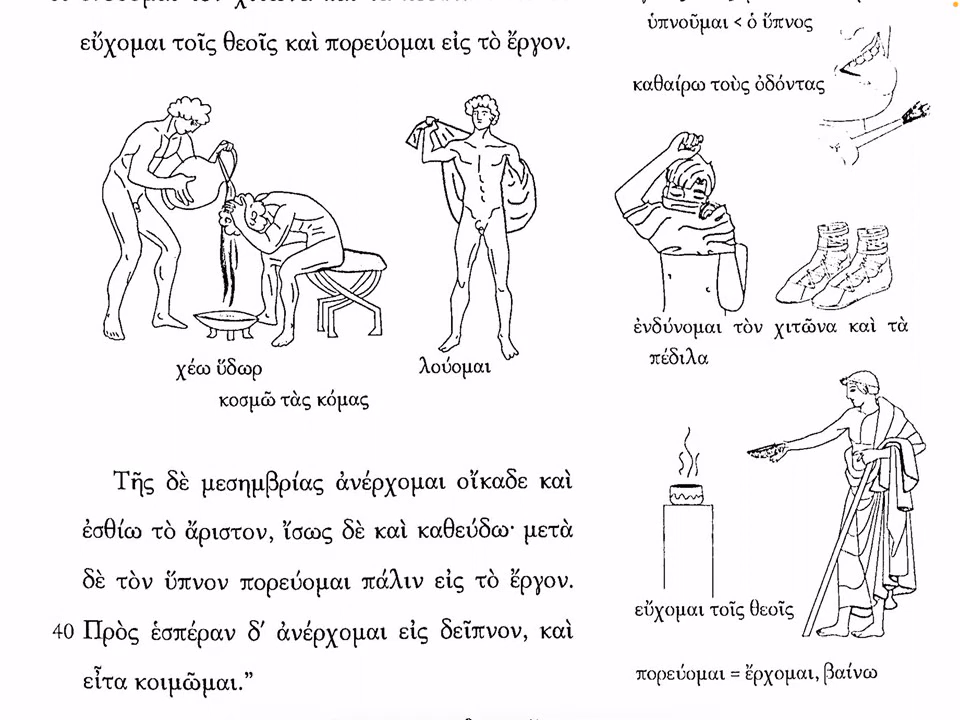 εὔχομαι τοῖς θεοῖς καὶ πορεύομαι εἰς τὸ ἔργον.
χέω ὕδωρ
κοσμῶ τὰς κόμας
λούομαι
Τῆς δὲ μεσημβρίας ἀνέρχομαι οἴκαδε καὶ
ἐσθίω τὸ ἄριστον, ἴσως δὲ καὶ καθεύδω· μετὰ
δὲ τὸν ὕπνον πορεύομαι πάλιν εἰς τὸ ἔργον.
40 Πρὸς ἑσπέραν δ’ ἀνέρχομαι εἰς δεῖπνον, καὶ
εἶτα κοιμῶμαι.”
ὑπνοῦμαι < ὁ ὕπνος
καθαίρω τοὺς ὀδόντας
ἐνδύνομαι τὸν χιτῶνα καὶ τὰ
πέδιλα
εὔχομαι τοῖς θεοῖς
πορεύομαι = ἔρχομαι, βαίνω